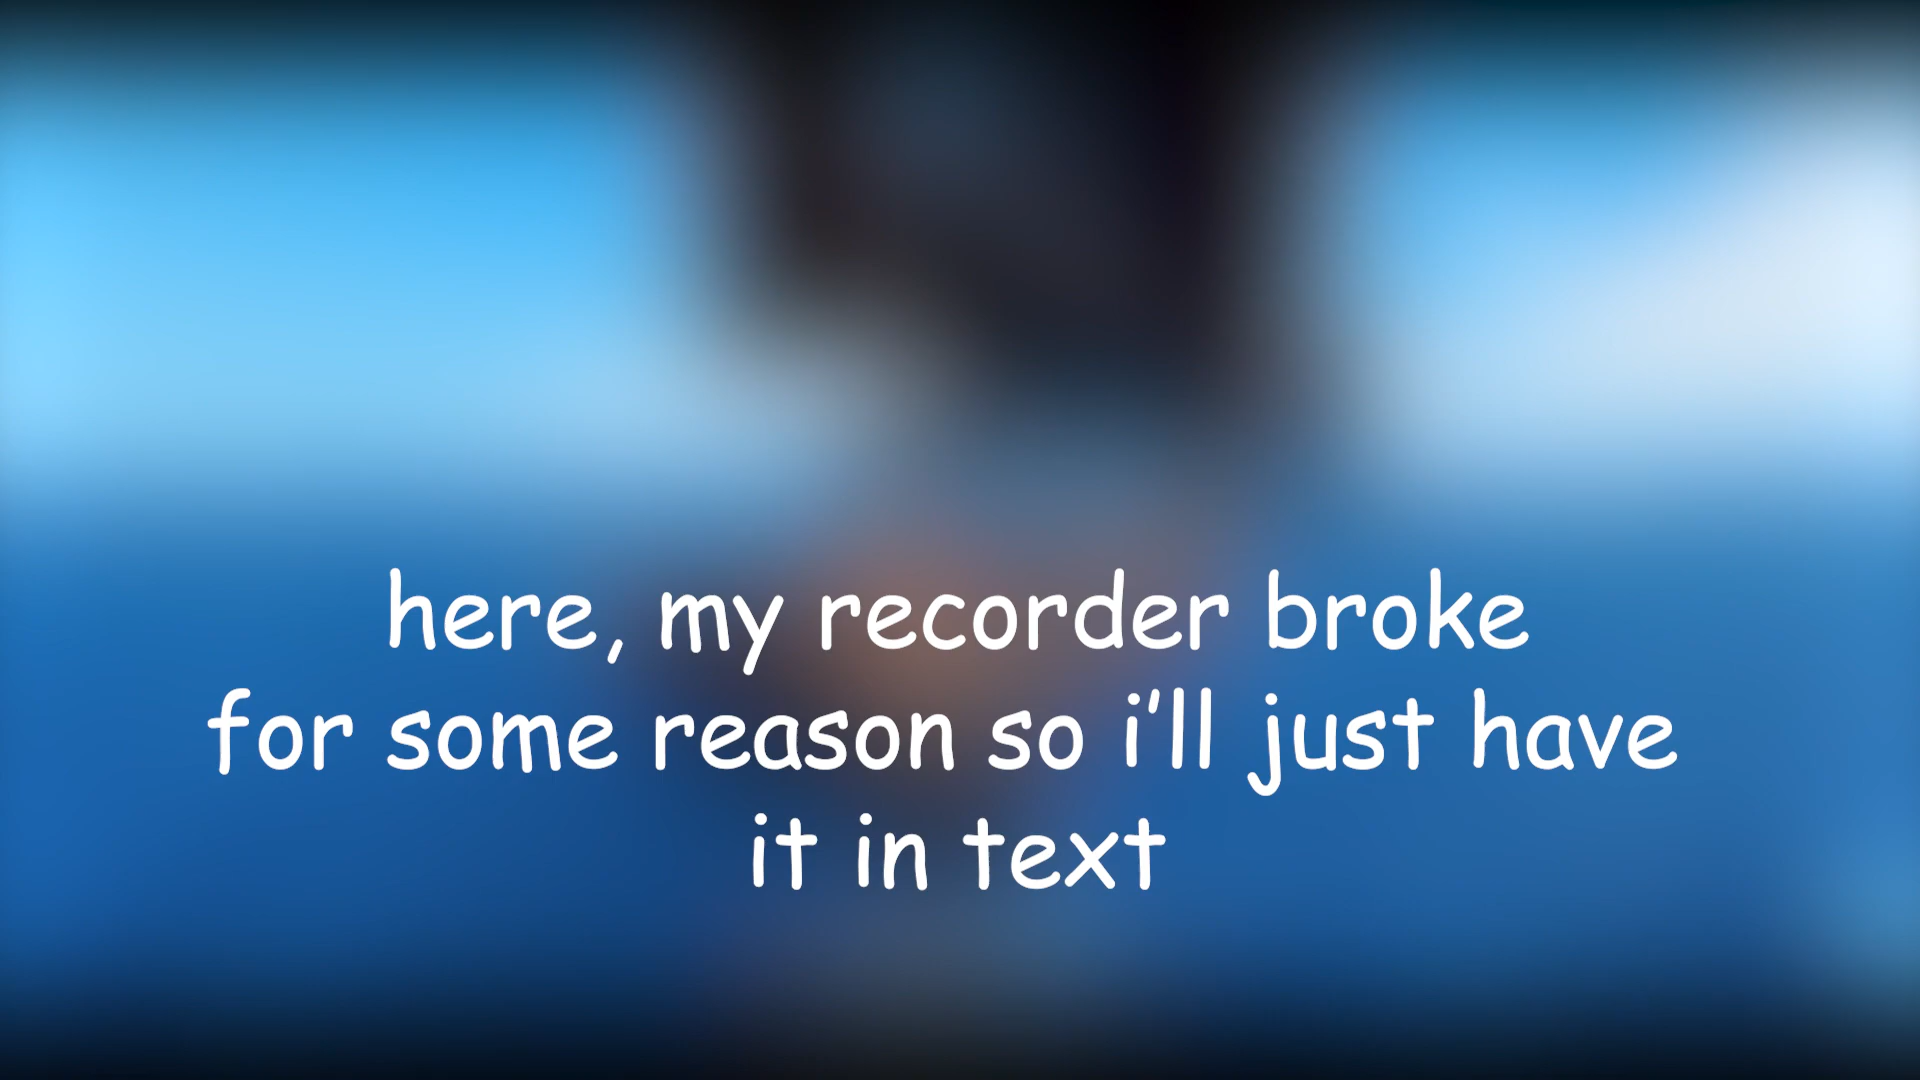 here, my recorder broke
for some reason so i'll just have
it in text